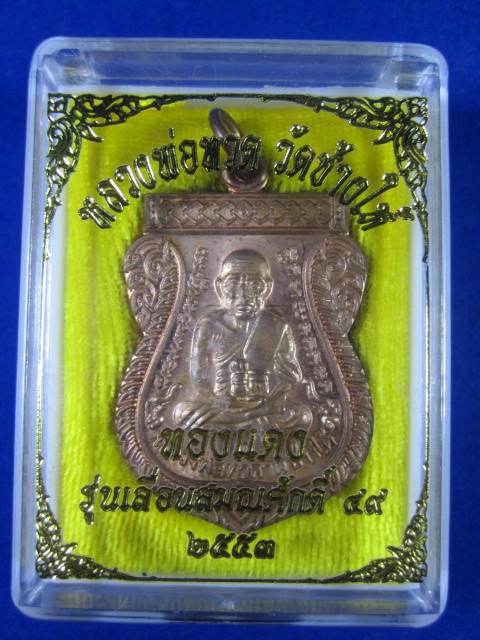 หลวงพ่อทวด วัดช้างให้
ทองแดง
รุ่นเลื่อนสมณศักดิ์ ๔๙
๒๕๕๓